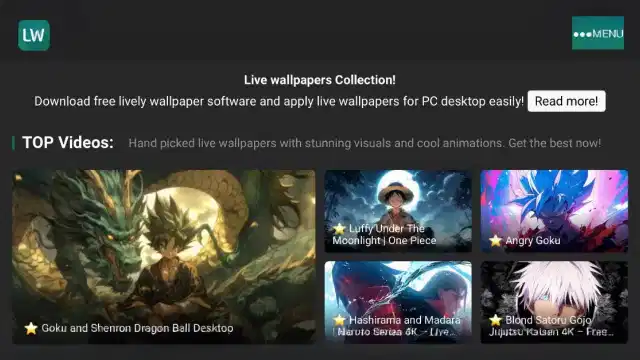 LW
●●●MENU
Live wallpapers Collection!
Download free lively wallpaper software and apply live wallpapers for PC desktop easily! Read more!
TOP Videos: Hand picked live wallpapers with stunning visuals and cool animations. Get the best now!
⭐ Goku and Shenron Dragon Ball Desktop
⭐ Luffy Under The
Moonlight | One Piece
⭐ Angry Goku
⭐ Hashirama and Madara
| Naruto Series 4K – Live...
⭐ Blond Satoru Gojo
Jujutsu Kaisen 4K – Free...